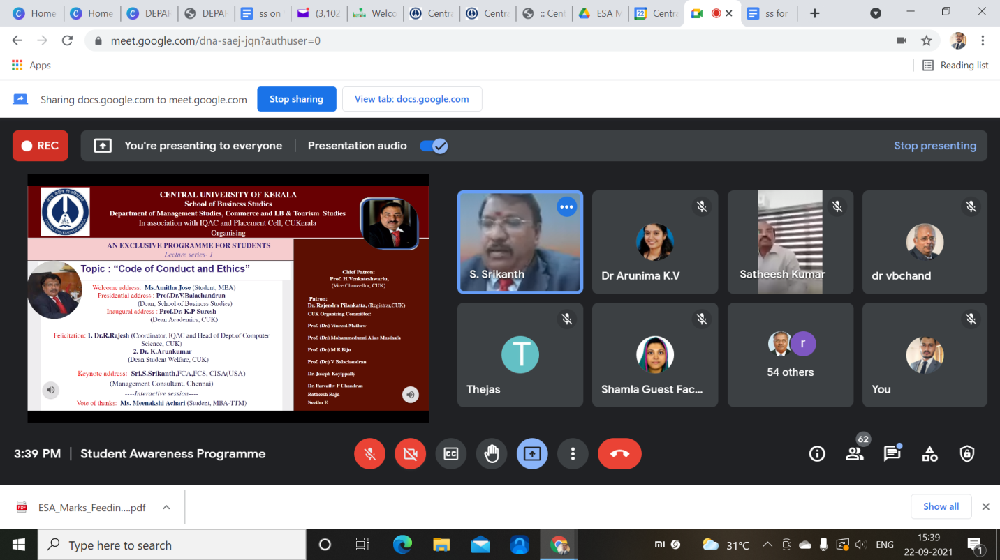 Home
Home
DEPAR
DEPAR
ss on
(3,102
Welco
Centra
Centra
:: Cent
ESA M
Centra
ss for
meet.google.com/dna-saej-jqn?authuser=0
Apps
Reading list
Sharing docs.google.com to meet.google.com
Stop sharing
View tab: docs.google.com
REC
You're presenting to everyone
Presentation audio
Stop presenting
CENTRAL UNIVERSITY OF KERALA
School of Business Studies
Department of Management Studies, Commerce and I.B & Tourism Studies
In association with IQAC and Placement Cell, CUKerala
Organising
AN EXCLUSIVE PROGRAMME FOR STUDENTS
Lecture series- 1
Topic : “Code of Conduct and Ethics”
Welcome address: Ms.Amitha Jose (Student, MBA)
Presidential address : Prof.Dr.V.Balachandran
(Dean, School of Business Studies)
Inaugural address : Prof.Dr. K.P Suresh
(Dean Academics, CUK)
Felicitation: 1. Dr.R.Rajesh (Coordinator, IQAC and Head of Dept.of Computer
Science, CUK)
2. Dr. K.Arunkumar
(Dean Student Welfare, CUK)
Keynote address: Sri.S.Srikanth,FCA,FCS, CISA(USA)
(Management Consultant, Chennai)
----Interactive session----
Vote of thanks: Ms. Meenakshi Achari (Student, MBA-TTM)
Chief Patron:
Prof. H.Venkateshwarlu,
(Vice Chancellor, CUK)
Patron:
Dr. Rajendra Pilankatta, (Registrar,CUK)
CUK Organizing Committee:
Prof. (Dr.) Vincent Mathew
Prof. (Dr.) Mohammedunni Alias Musthafa
Prof. (Dr.) M R Biju
Prof. (Dr.) V Balachandran
Dr. Joseph Koyippally
Dr. Parvathy P Chandran
Ratheesh Raju
Neethu E
S. Srikanth
Dr Arunima K.V
Satheesh Kumar
dr vbchand
T
Thejas
Shamla Guest Fac...
r
54 others
You
3:39 PM
Student Awareness Programme
CC
62
PDF
ESA_Marks_Feedin....pdf
Show all
Type here to search
mi
31°C
ENG
15:39
22-09-2021
1